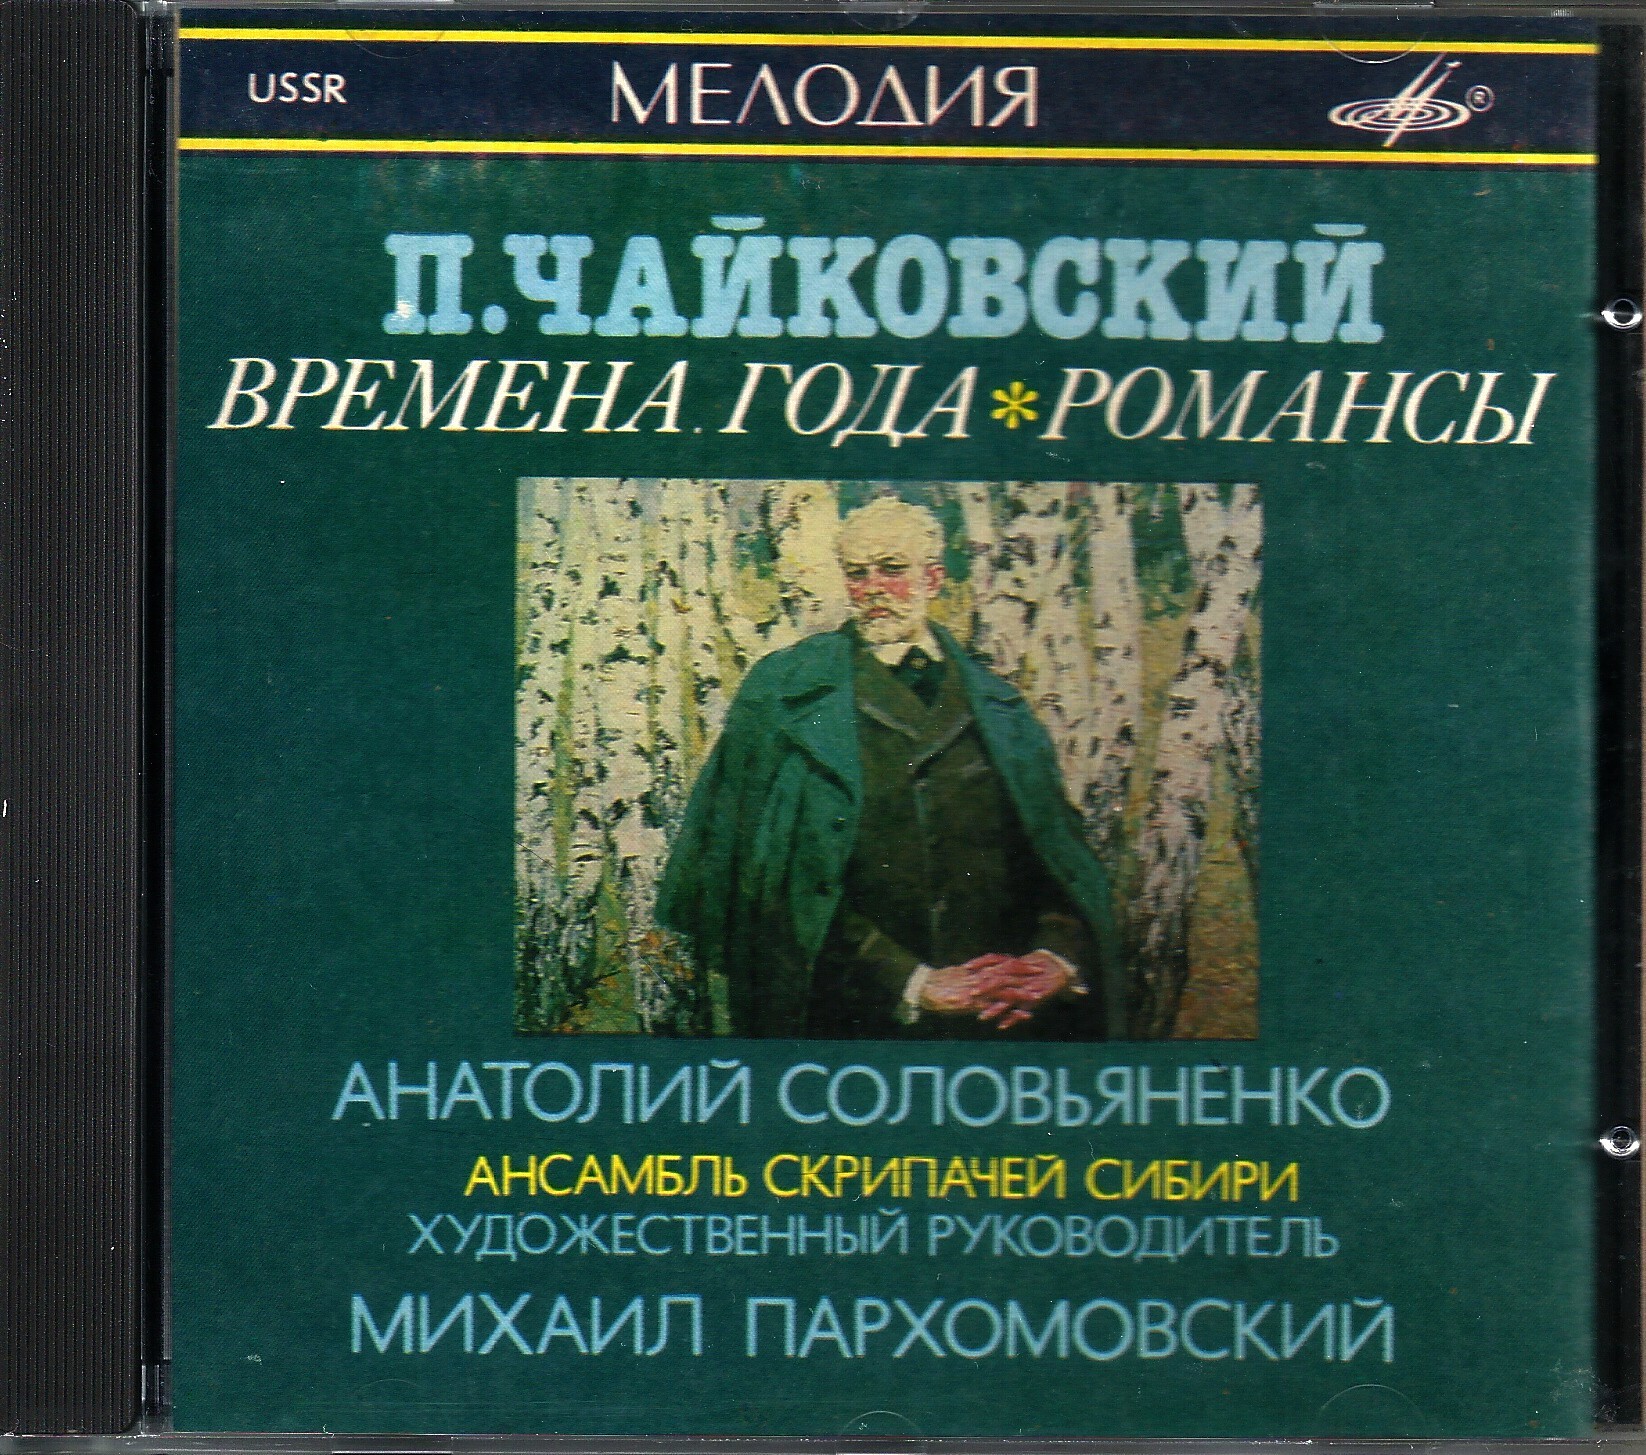 USSR МЕЛОДИЯ ®
П.ЧАЙКОВСКИЙ
ВРЕМЕНА ГОДА * РОМАНСЫ
АНАТОЛИЙ СОЛОВЬЯНЕНКО
АНСАМБЛЬ СКРИПАЧЕЙ СИБИРИ
ХУДОЖЕСТВЕННЫЙ РУКОВОДИТЕЛЬ
МИХАИЛ ПАРХОМОВСКИЙ